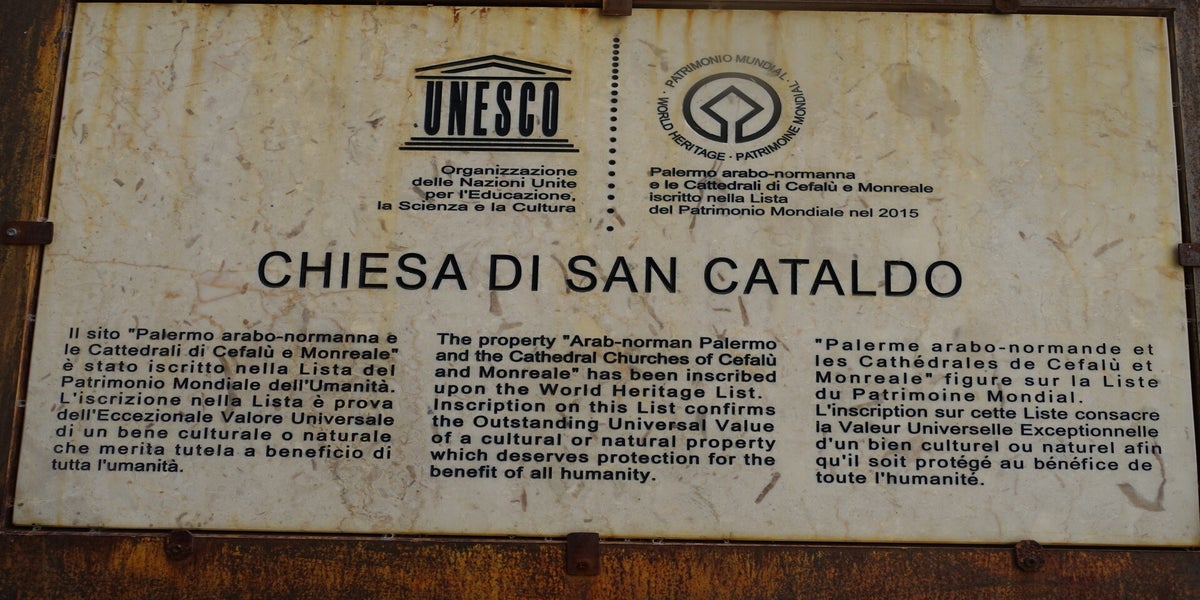 UNESCO
Organizzazione
delle Nazioni Unite
per l'Educazione,
la Scienza e la Cultura
· PATRIMONIO MUNDIAL · PATRIMOINE MONDIAL · WORLD HERITAGE
Palermo arabo-normanna
e le Cattedrali di Cefalù e Monreale
iscritto nella Lista
del Patrimonio Mondiale nel 2015
CHIESA DI SAN CATALDO
Il sito "Palermo arabo-normanna e
le Cattedrali di Cefalù e Monreale"
è stato iscritto nella Lista del
Patrimonio Mondiale dell'Umanità.
L'iscrizione nella Lista è prova
dell'Eccezionale Valore Universale
di un bene culturale o naturale
che merita tutela a beneficio di
tutta l'umanità.
The property "Arab-norman Palermo
and the Cathedral Churches of Cefalù
and Monreale" has been inscribed
upon the World Heritage List.
Inscription on this List confirms
the Outstanding Universal Value
of a cultural or natural property
which deserves protection for the
benefit of all humanity.
"Palerme arabo-normande et
les Cathédrales de Cefalù et
Monreale" figure sur la Liste
du Patrimoine Mondial.
L'inscription sur cette Liste consacre
la Valeur Universelle Exceptionnelle
d'un bien culturel ou naturel afin
qu'il soit protégé au bénéfice de
toute l'humanité.